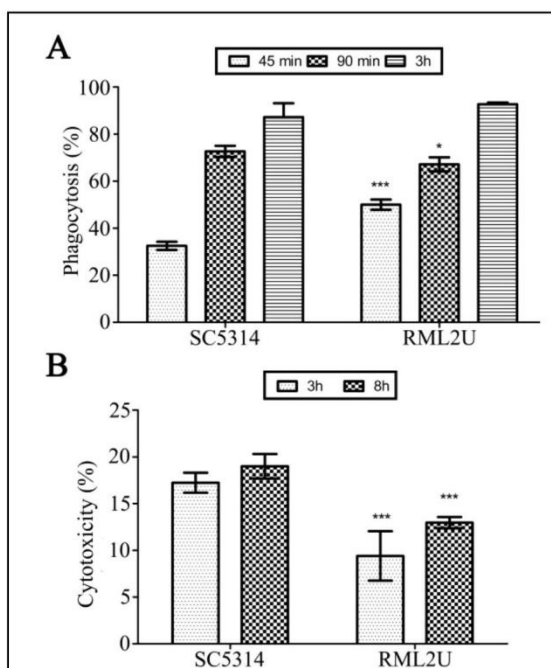 A
45 min 90 min 3h
Phagocytosis (%)
100
80
60
40
20
0
*** *
SC5314 RML2U
B
3h 8h
Cytotoxicity (%)
25
20
15
10
5
0
*** ***
SC5314 RML2U